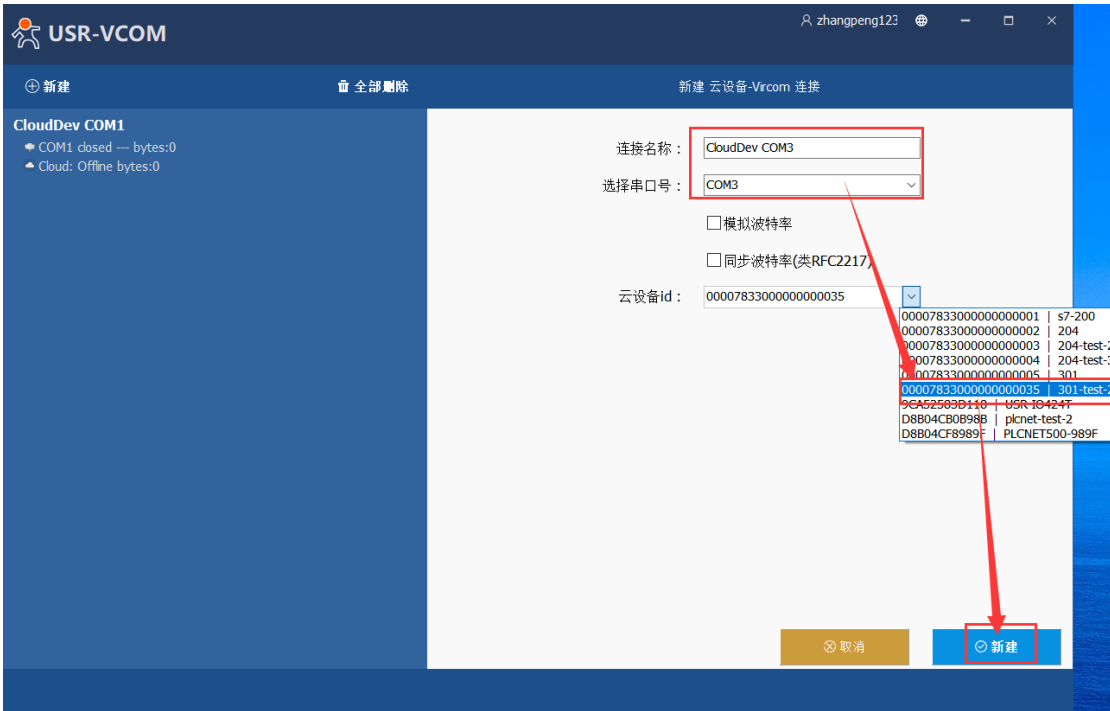 USR-VCOM
zhangpeng123
新建
全部删除
新建 云设备-Vircom 连接
CloudDev COM1
COM1 closed --- bytes:0
Cloud: Offline bytes:0
连接名称：
CloudDev COM3
选择串口号：
COM3
模拟波特率
同步波特率(类RFC2217)
云设备id：
00007833000000000035
00007833000000000001 | s7-200
00007833000000000002 | 204
00007833000000000003 | 204-test-2
00007833000000000004 | 204-test-3
00007833000000000005 | 301
00007833000000000035 | 301-test-2
9CA52503D118 | USR-IO424T
D8B04CB0B98B | plcnet-test-2
D8B04CF8989F | PLCNET500-989F
取消
新建